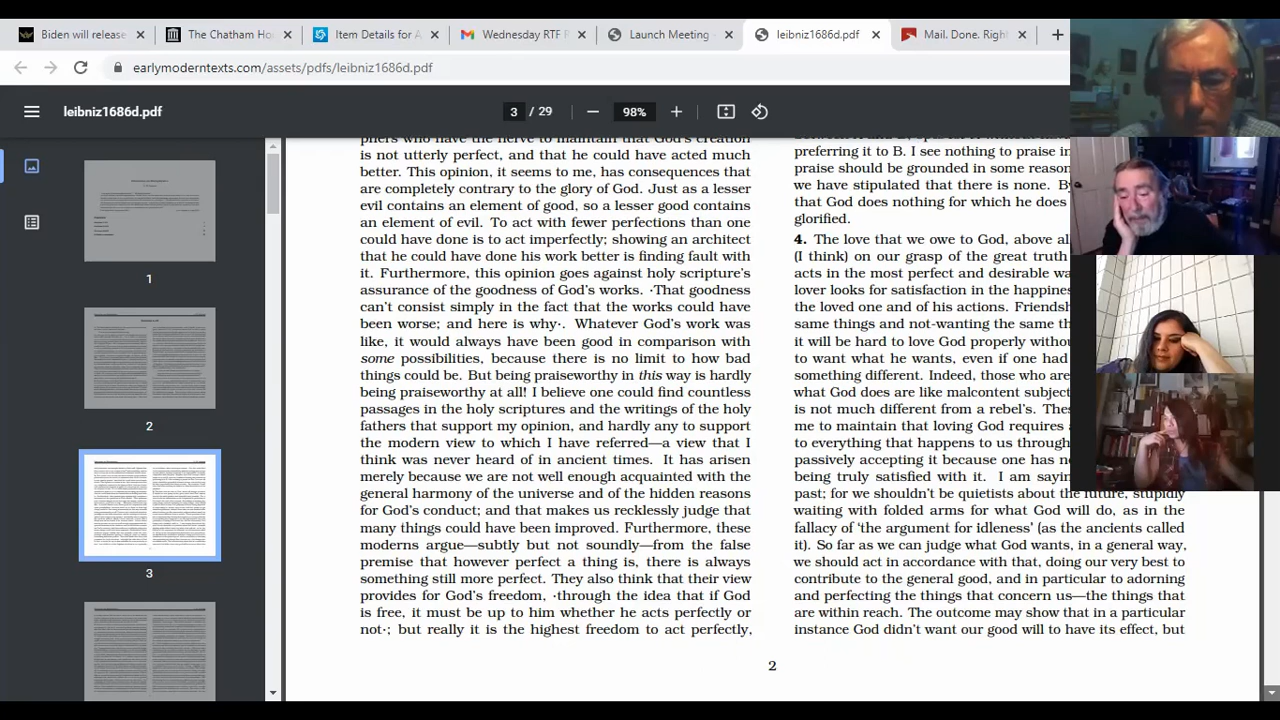 Biden will release
The Chatham Ho
Item Details for A
Wednesday RTF F
Launch Meeting -
leibniz1686d.pdf
Mail. Done. Righ
earlymoderntexts.com/assets/pdfs/leibniz1686d.pdf
leibniz1686d.pdf
3 / 29
98%
1
2
3
is not utterly perfect, and that he could have acted much
better. This opinion, it seems to me, has consequences that
are completely contrary to the glory of God. Just as a lesser
evil contains an element of good, so a lesser good contains
an element of evil. To act with fewer perfections than one
could have done is to act imperfectly; showing an architect
that he could have done his work better is finding fault with
it. Furthermore, this opinion goes against holy scripture's
assurance of the goodness of God's works. ·That goodness
can't consist simply in the fact that the works could have
been worse; and here is why·. Whatever God's work was
like, it would always have been good in comparison with
some possibilities, because there is no limit to how bad
things could be. But being praiseworthy in this way is hardly
being praiseworthy at all! I believe one could find countless
passages in the holy scriptures and the writings of the holy
fathers that support my opinion, and hardly any to support
the modern view to which I have referred—a view that I
think was never heard of in ancient times. It has arisen
merely because we are not well enough acquainted with the
general harmony of the universe and of the hidden reasons
for God's conduct; and that makes us recklessly judge that
many things could have been improved. Furthermore, these
moderns argue—subtly but not soundly—from the false
premise that however perfect a thing is, there is always
something still more perfect. They also think that their view
provides for God's freedom, ·through the idea that if God
is free, it must be up to him whether he acts perfectly or
not·; but really it is the highest freedom to act perfectly,
preferring it to B. I see nothing to praise in
praise should be grounded in some reason
we have stipulated that there is none. By
that God does nothing for which he does
glorified.
4. The love that we owe to God, above al
(I think) on our grasp of the great truth
acts in the most perfect and desirable wa
lover looks for satisfaction in the happines
the loved one and of his actions. Friendsh
same things and not-wanting the same th
it will be hard to love God properly withou
to want what he wants, even if one had
something different. Indeed, those who are
what God does are like malcontent subject
is not much different from a rebel's. Thes
me to maintain that loving God requires a
to everything that happens to us through
passively accepting it because one has no
being truly satisfied with it. I am sayin
past; for we shouldn't be quietists about the future, stupidly
waiting with folded arms for what God will do, as in the
fallacy of 'the argument for idleness' (as the ancients called
it). So far as we can judge what God wants, in a general way,
we should act in accordance with that, doing our very best to
contribute to the general good, and in particular to adorning
and perfecting the things that concern us—the things that
are within reach. The outcome may show that in a particular
instance God didn't want our good will to have its effect, but
2